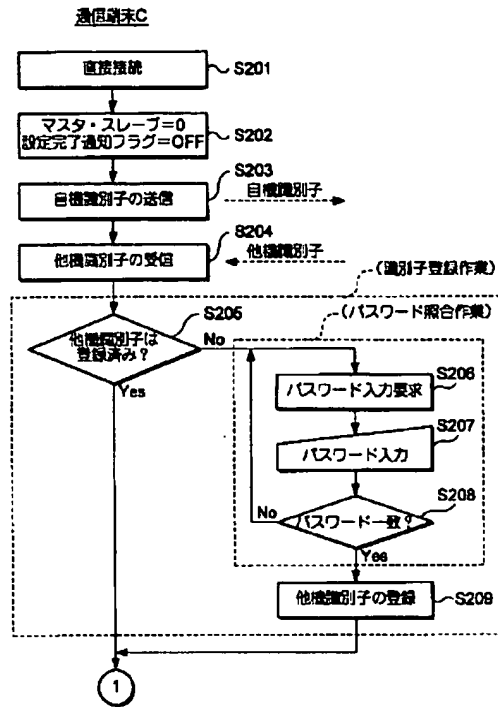 通信端末C
直接接続
S201
マスタ・スレーブ=0
設定完了通知フラグ=OFF
S202
S203
自機識別子の送信
自機識別子
S204
他機識別子の受信
他機識別子
(識別子登録作業)
S205
(パスワード照合作業)
他機識別子は
登録済み?
No
Yes
S206
パスワード入力要求
S207
パスワード入力
S208
パスワード一致?
No
Yes
他機識別子の登録
S209
1